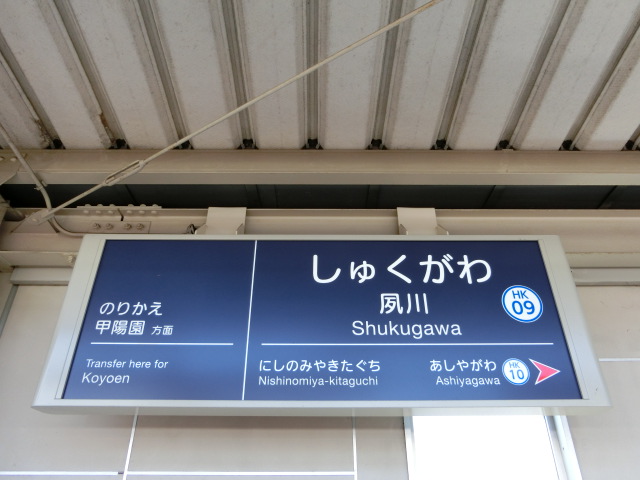 のりかえ
甲陽園 方面
Transfer here for
Koyoen
しゅくがわ
夙川
Shukugawa
HK
09
にしのみやきたぐち
Nishinomiya-kitaguchi
あしやがわ
Ashiyagawa
HK
10